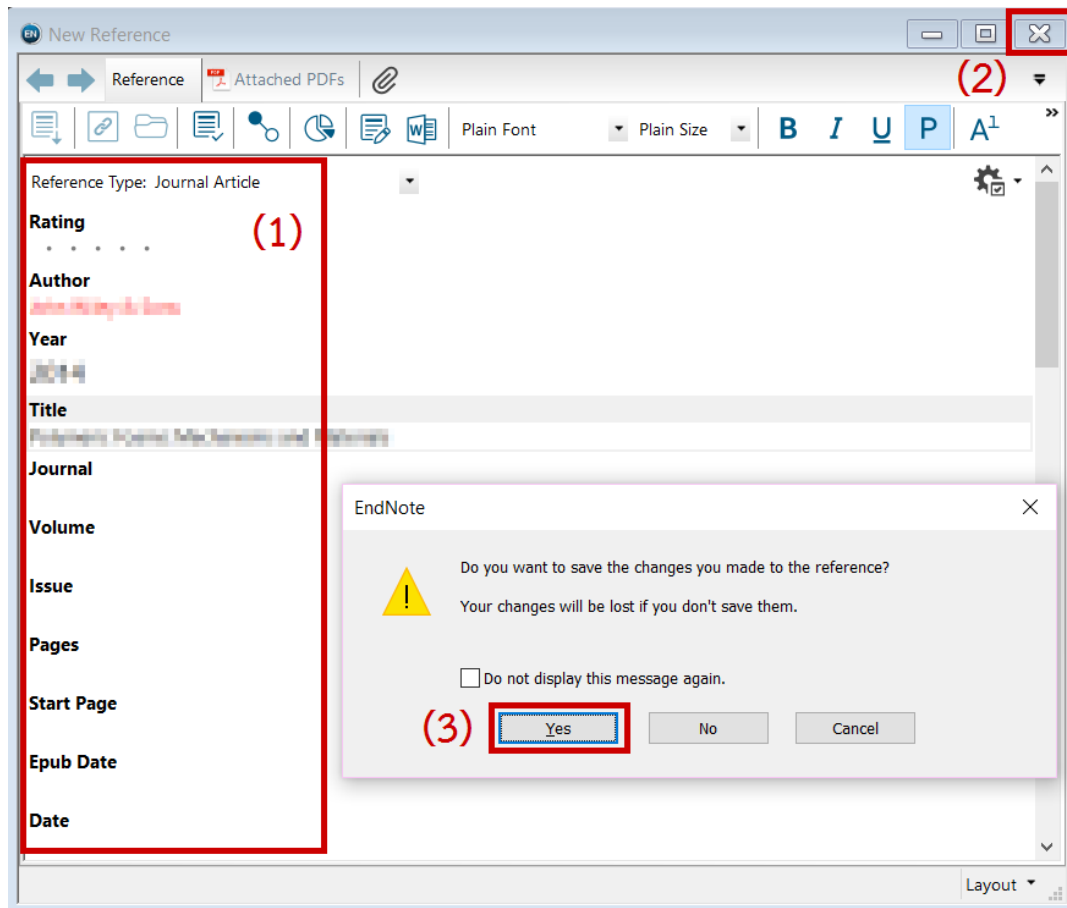 EN New Reference
(2)
Reference Attached PDFs
Plain Font Plain Size B I U P A1 »
Reference Type: Journal Article
(1)
Rating
Author
Year
Title
Journal
Volume
Issue
Pages
Start Page
Epub Date
Date
EndNote
Do you want to save the changes you made to the reference?
Your changes will be lost if you don't save them.
Do not display this message again.
(3) Yes No Cancel
Layout